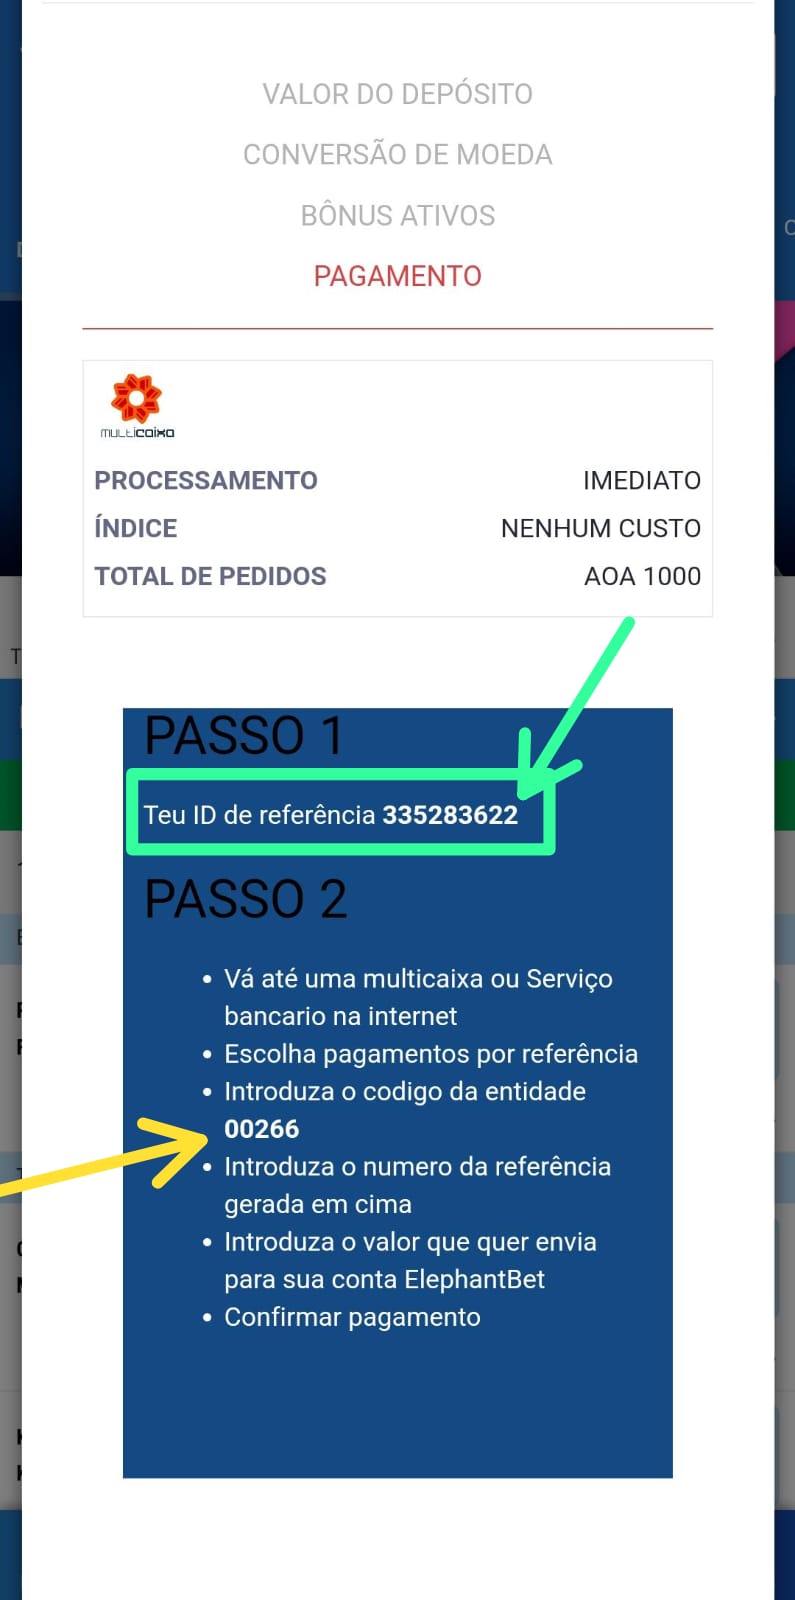 VALOR DO DEPÓSITO
CONVERSÃO DE MOEDA
BÔNUS ATIVOS
PAGAMENTO
multicaixa
PROCESSAMENTO IMEDIATO
ÍNDICE NENHUM CUSTO
TOTAL DE PEDIDOS AOA 1000
PASSO 1
Teu ID de referência 335283622
PASSO 2
• Vá até uma multicaixa ou Serviço
bancario na internet
• Escolha pagamentos por referência
• Introduza o codigo da entidade
00266
• Introduza o numero da referência
gerada em cima
• Introduza o valor que quer envia
para sua conta ElephantBet
• Confirmar pagamento